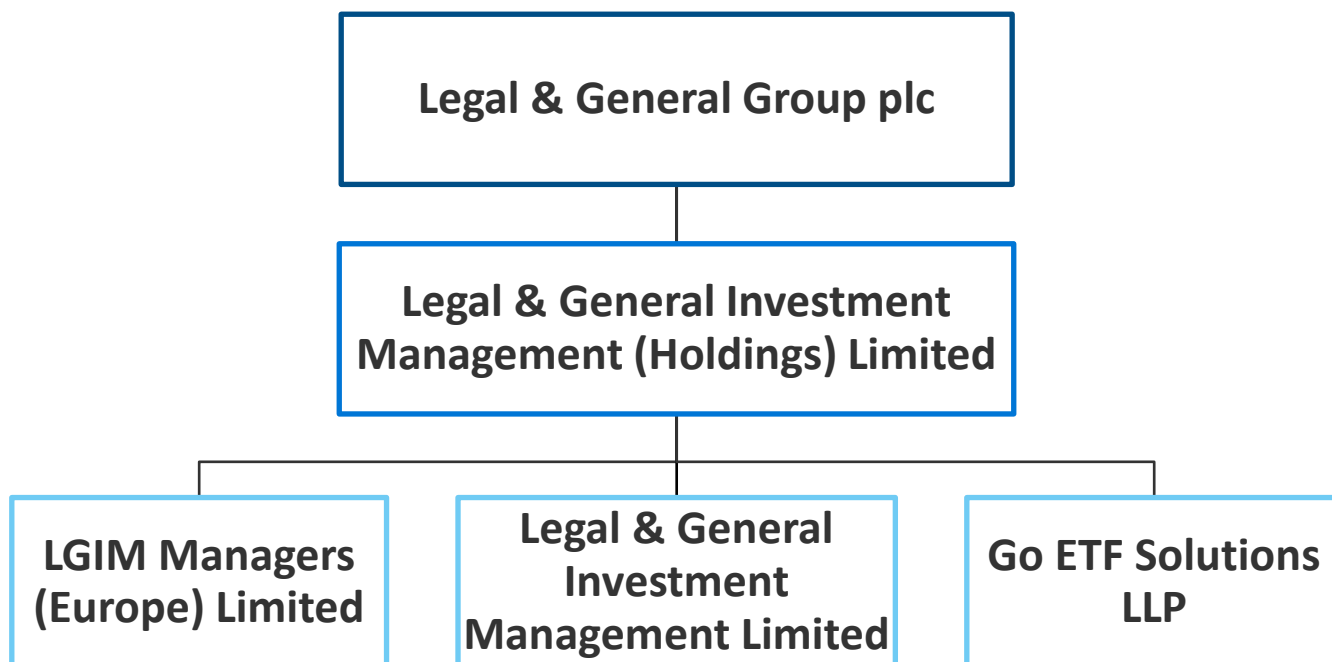 Legal & General Group plc
Legal & General Investment
Management (Holdings) Limited
LGIM Managers
(Europe) Limited
Legal & General
Investment
Management Limited
Go ETF Solutions
LLP